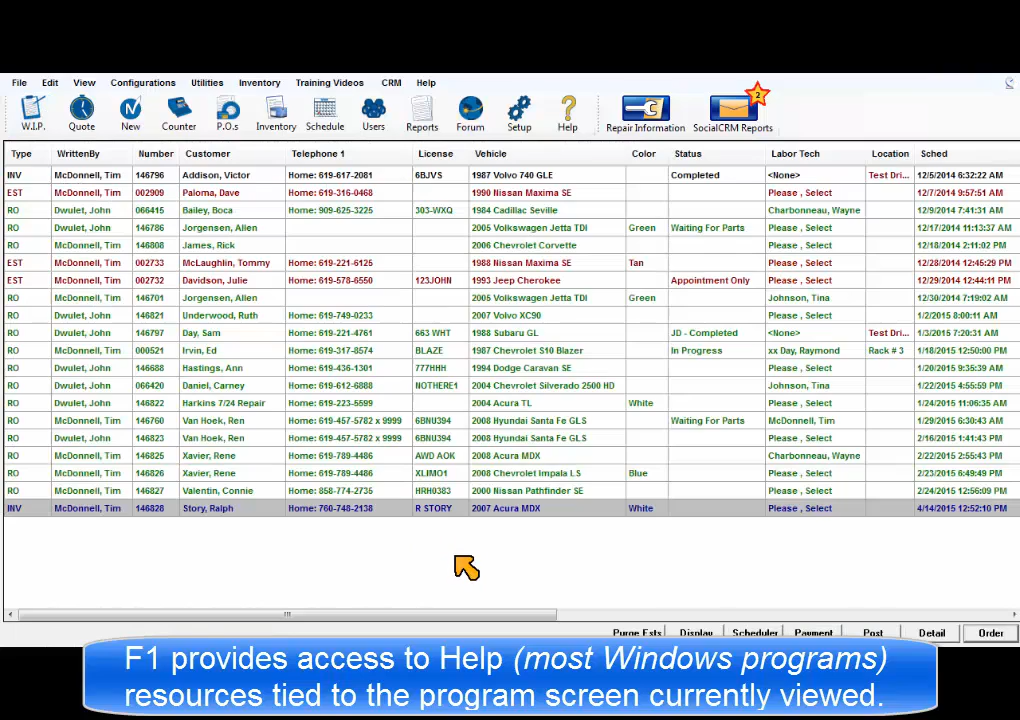 File Edit View Configurations Utilities Inventory Training Videos CRM Help
W.I.P. Quote New Counter P.O.s Inventory Schedule Users Reports Forum Setup Help Repair Information SocialCRM Reports 2
Type WrittenBy Number Customer Telephone 1 License Vehicle Color Status Labor Tech Location Sched
INV McDonnell, Tim 146796 Addison, Victor Home: 619-617-2081 6BJVS 1987 Volvo 740 GLE Completed <None> Test Dri... 12/5/2014 6:32:22 AM
EST McDonnell, Tim 002909 Paloma, Dave Home: 619-316-0468 1990 Nissan Maxima SE Please , Select 12/7/2014 9:57:51 AM
RO Dwulet, John 066415 Bailey, Boca Home: 909-625-3225 303-WXQ 1984 Cadillac Seville Charbonneau, Wayne 12/9/2014 7:41:31 AM
RO Dwulet, John 146786 Jorgensen, Allen 2005 Volkswagen Jetta TDI Green Waiting For Parts Please , Select 12/17/2014 11:13:37 AM
RO McDonnell, Tim 146808 James, Rick 2006 Chevrolet Corvette Please , Select 12/18/2014 2:11:02 PM
EST McDonnell, Tim 002733 McLaughlin, Tommy Home: 619-221-6125 1988 Nissan Maxima SE Tan Please , Select 12/28/2014 12:45:29 PM
EST McDonnell, Tim 002732 Davidson, Julie Home: 619-578-6550 123JOHN 1993 Jeep Cherokee Appointment Only Please , Select 12/29/2014 12:44:11 PM
RO McDonnell, Tim 146701 Jorgensen, Allen 2005 Volkswagen Jetta TDI Green Johnson, Tina 12/30/2014 7:19:02 AM
RO McDonnell, Tim 146821 Underwood, Ruth Home: 619-749-0233 2007 Volvo XC90 Please , Select 1/2/2015 8:00:11 AM
RO McDonnell, Tim 146797 Day, Sam Home: 619-221-4761 663 WHT 1988 Subaru GL JD - Completed <None> Test Dri... 1/3/2015 7:20:31 AM
RO McDonnell, Tim 000521 Irvin, Ed Home: 619-317-8574 BLAZE 1987 Chevrolet S10 Blazer In Progress xx Day, Raymond Rack # 3 1/18/2015 12:50:00 PM
RO McDonnell, Tim 146688 Hastings, Ann Home: 619-436-1301 777HHH 1994 Dodge Caravan SE Please , Select 1/20/2015 9:35:39 AM
RO Dwulet, John 066420 Daniel, Carney Home: 619-612-6888 NOTHERE1 2004 Chevrolet Silverado 2500 HD Johnson, Tina 1/22/2015 4:55:59 PM
RO Dwulet, John 146822 Harkins 7/24 Repair Home: 619-223-5599 2004 Acura TL White Please , Select 1/24/2015 11:06:35 AM
RO McDonnell, Tim 146760 Van Hoek, Ren Home: 619-457-5782 x 9999 6BNU394 2008 Hyundai Santa Fe GLS Waiting For Parts McDonnell, Tim 1/29/2015 6:30:43 AM
RO Dwulet, John 146823 Van Hoek, Ren Home: 619-457-5782 x 9999 6BNU394 2008 Hyundai Santa Fe GLS Please , Select 2/16/2015 1:41:43 PM
RO McDonnell, Tim 146825 Xavier, Rene Home: 619-789-4486 AWD AOK 2008 Acura MDX Charbonneau, Wayne 2/22/2015 2:55:43 PM
RO McDonnell, Tim 146826 Xavier, Rene Home: 619-789-4486 XLIMO1 2008 Chevrolet Impala LS Blue Please , Select 2/23/2015 6:49:49 PM
RO McDonnell, Tim 146827 Valentin, Connie Home: 858-774-2735 HRH0383 2000 Nissan Pathfinder SE Please , Select 2/24/2015 12:56:09 PM
INV McDonnell, Tim 146828 Story, Ralph Home: 760-748-2138 R STORY 2007 Acura MDX White Please , Select 4/14/2015 12:52:10 PM
Purge Ests Display Scheduler Payment Post Detail Order
F1 provides access to Help (most Windows programs)
resources tied to the program screen currently viewed.